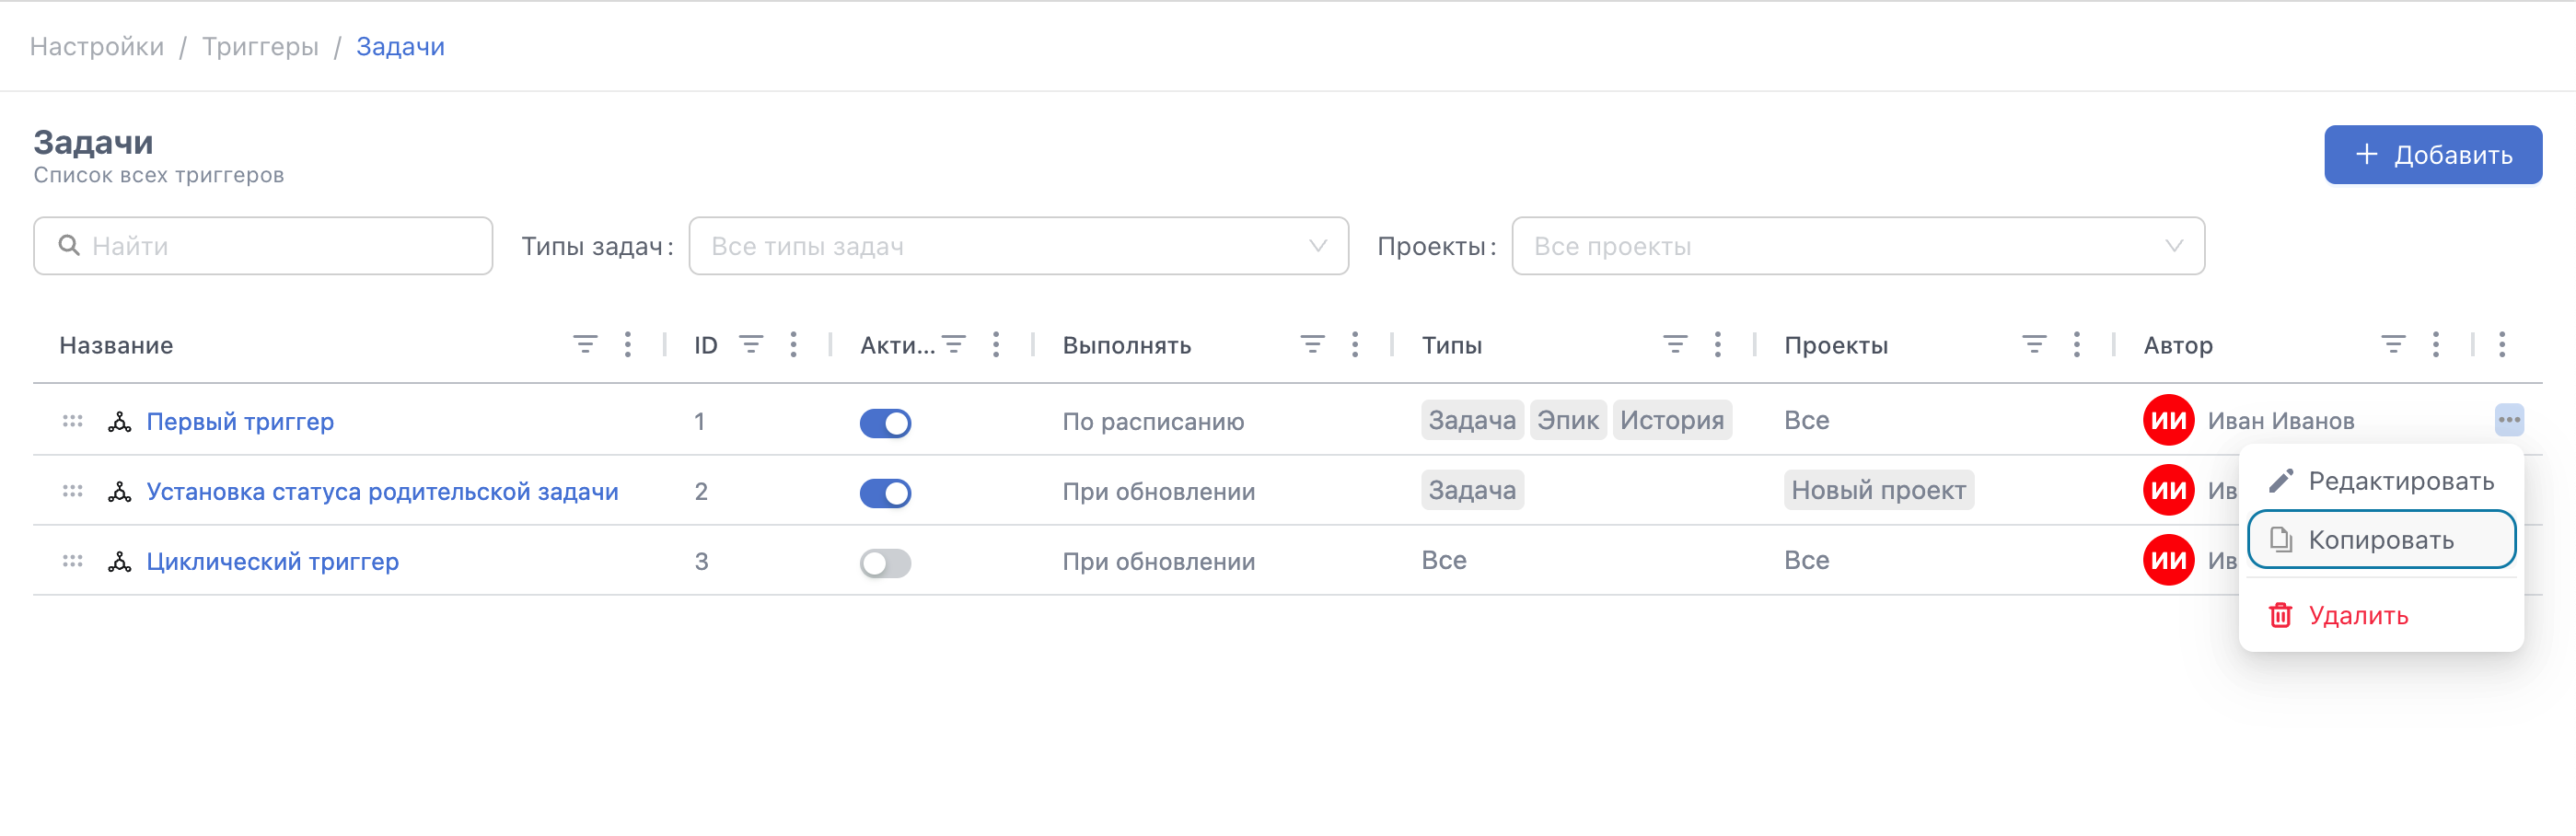 Настройки / Триггеры / Задачи
Задачи
Список всех триггеров
+ Добавить
Найти
Типы задач: Все типы задач
Проекты: Все проекты
Название ID Акти... Выполнять Типы Проекты Автор
Первый триггер 1 По расписанию Задача Эпик История Все ИИ Иван Иванов
Установка статуса родительской задачи 2 При обновлении Задача Новый проект ИИ Ив
Циклический триггер 3 При обновлении Все Все ИИ Ив
Редактировать
Копировать
Удалить